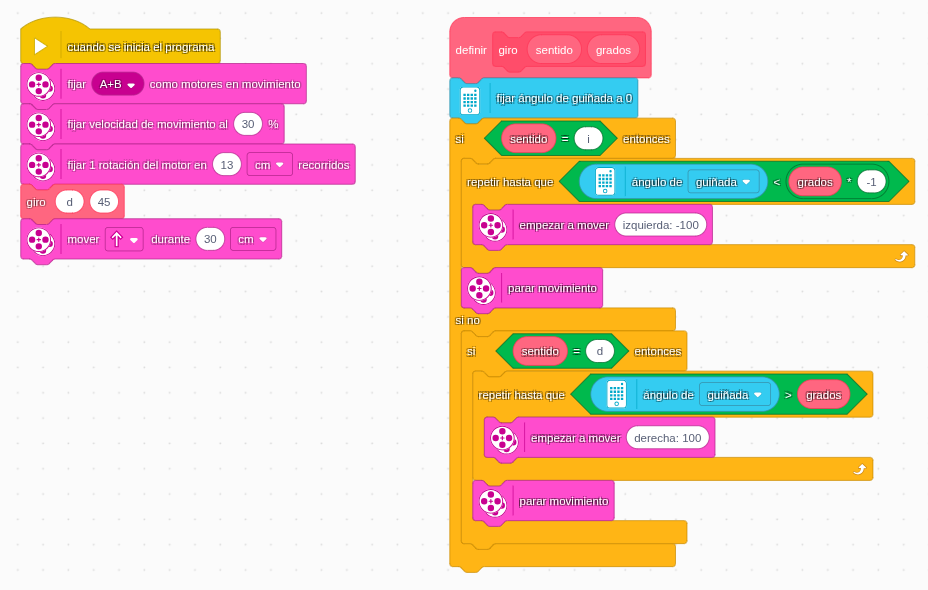 cuando se inicia el programa
fijar A+B como motores en movimiento
fijar velocidad de movimiento al 30 %
fijar 1 rotación del motor en 13 cm recorridos
giro d 45
mover durante 30 cm
definir giro sentido grados
fijar ángulo de guiñada a 0
si sentido = i entonces
repetir hasta que ángulo de guiñada < grados * -1
empezar a mover izquierda: -100
parar movimiento
si no
si sentido = d entonces
repetir hasta que ángulo de guiñada > grados
empezar a mover derecha: 100
parar movimiento